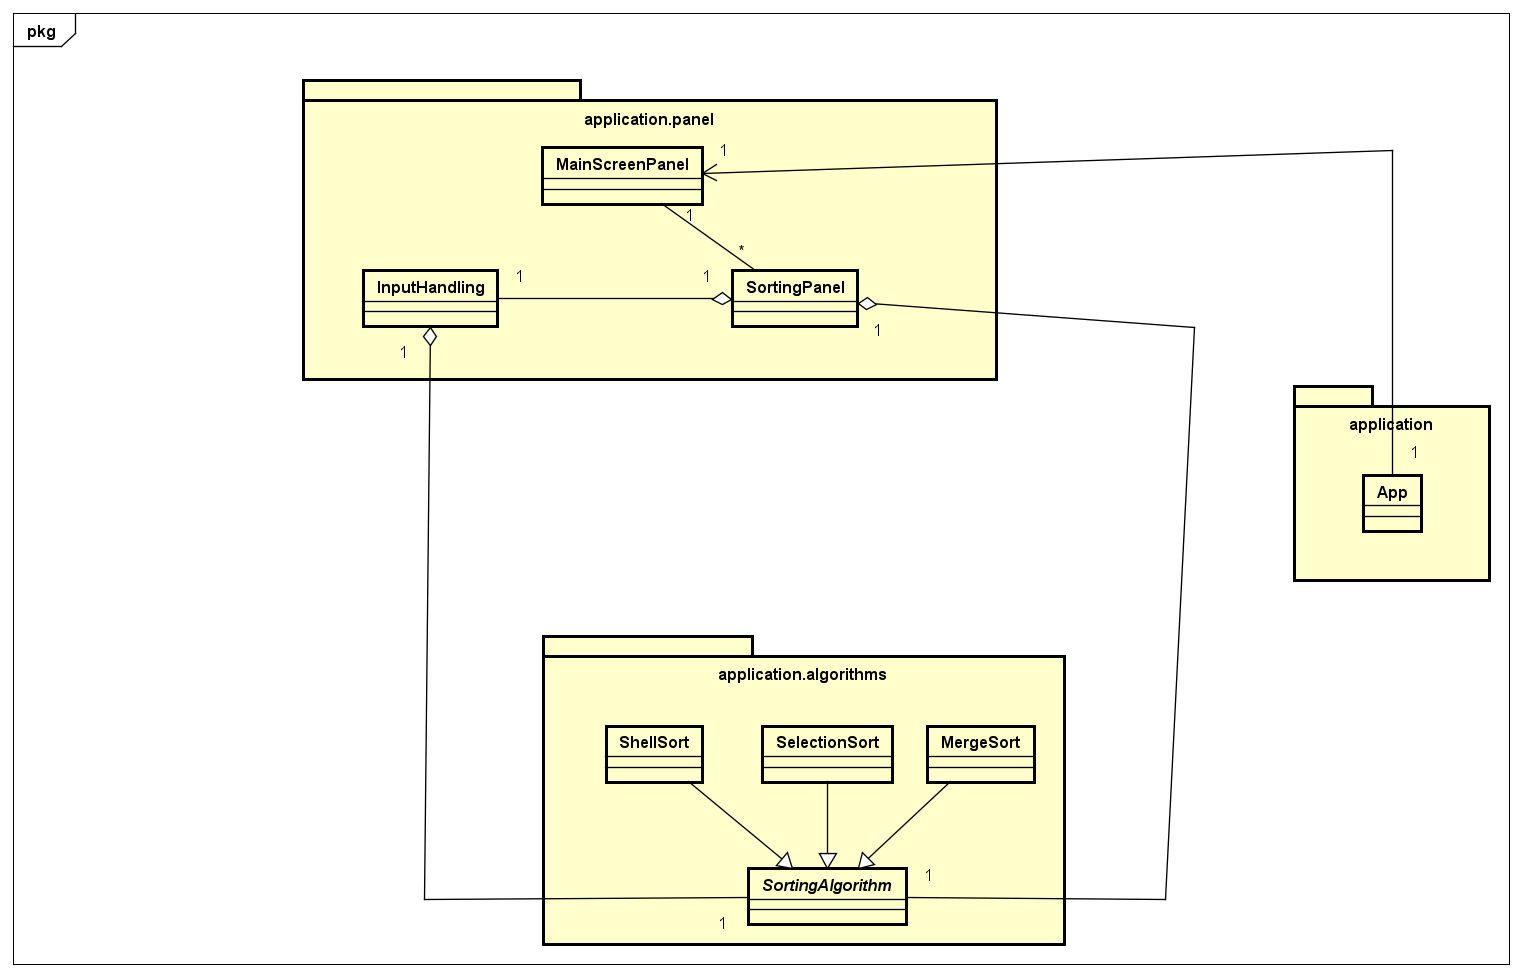 pkg
application.panel
MainScreenPanel
1
1
*
InputHandling
1
1
SortingPanel
1
1
application
1
App
application.algorithms
ShellSort
SelectionSort
MergeSort
SortingAlgorithm
1
1